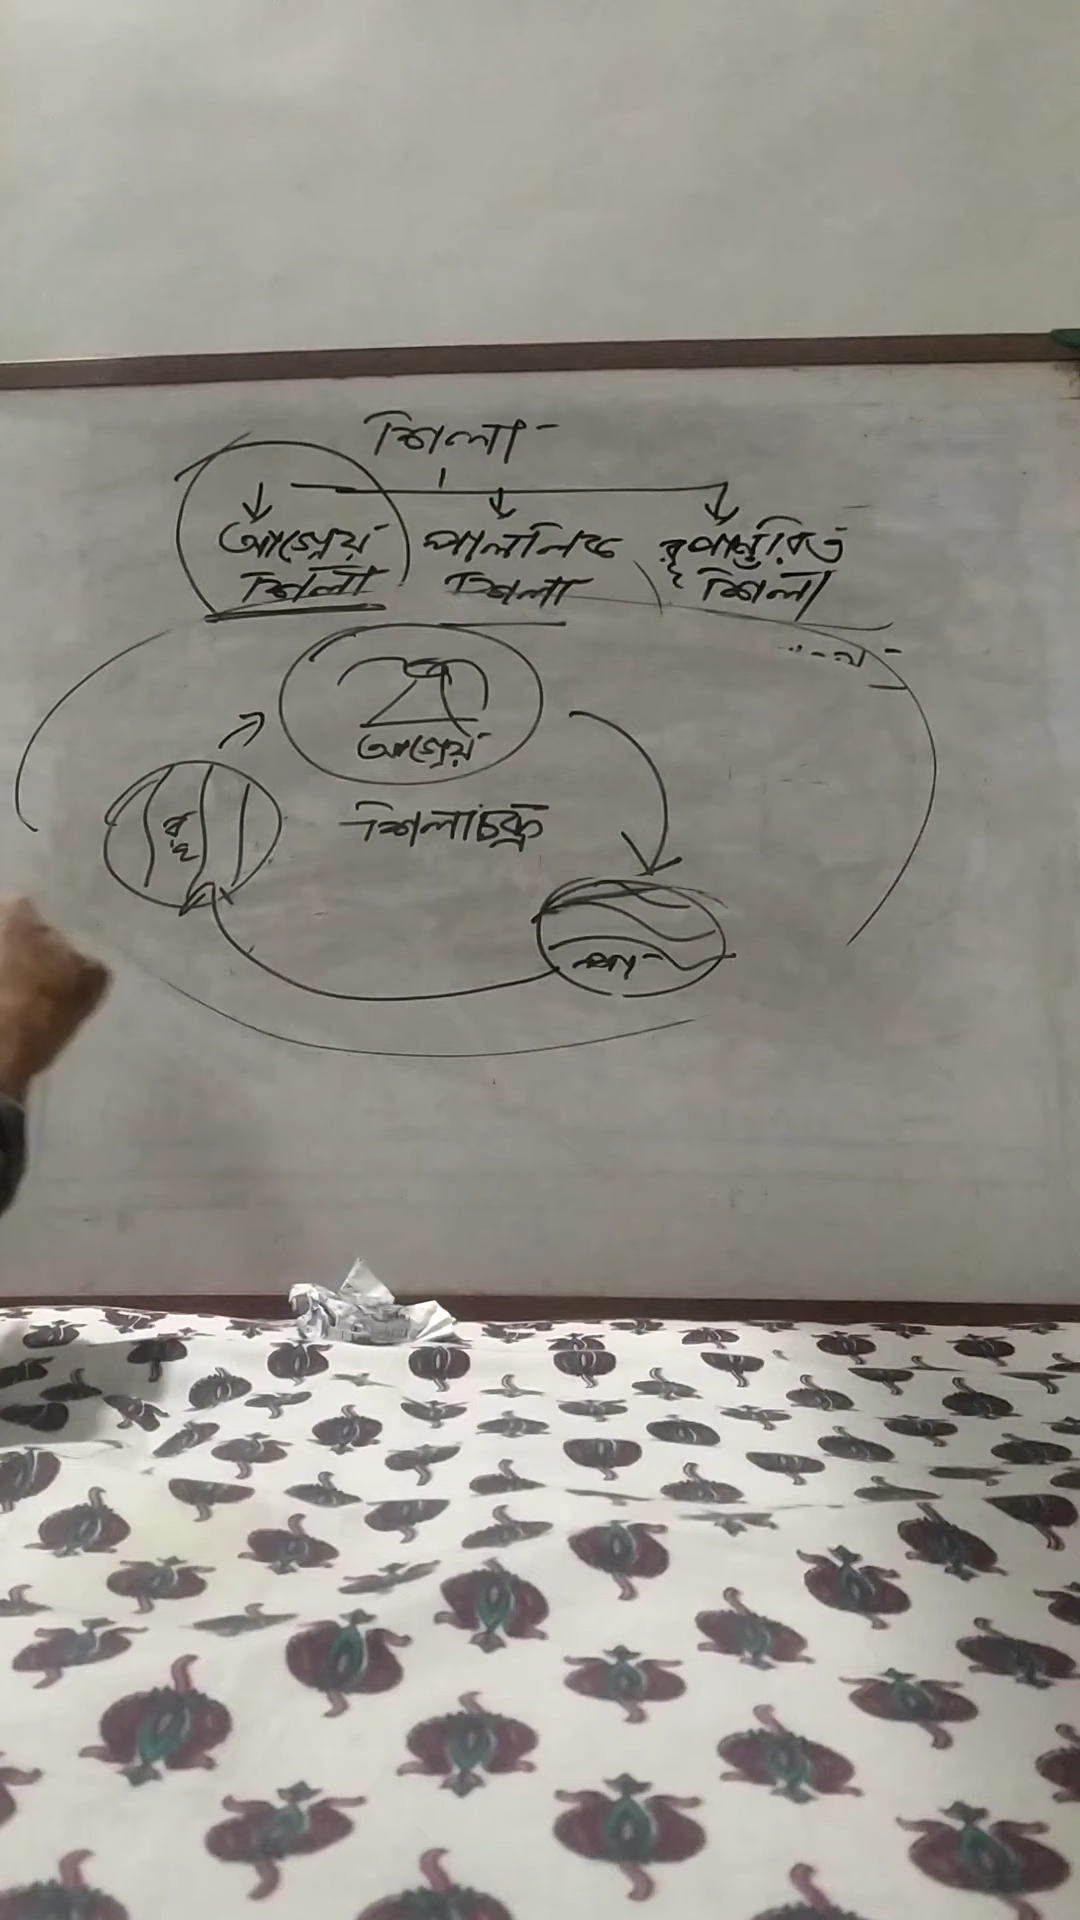 শিলা
আগ্নেয় পাললিক রূপান্তরিত
শিলা শিলা শিলা
আগ্নেয়
রূ
শিলাচক্র
পা